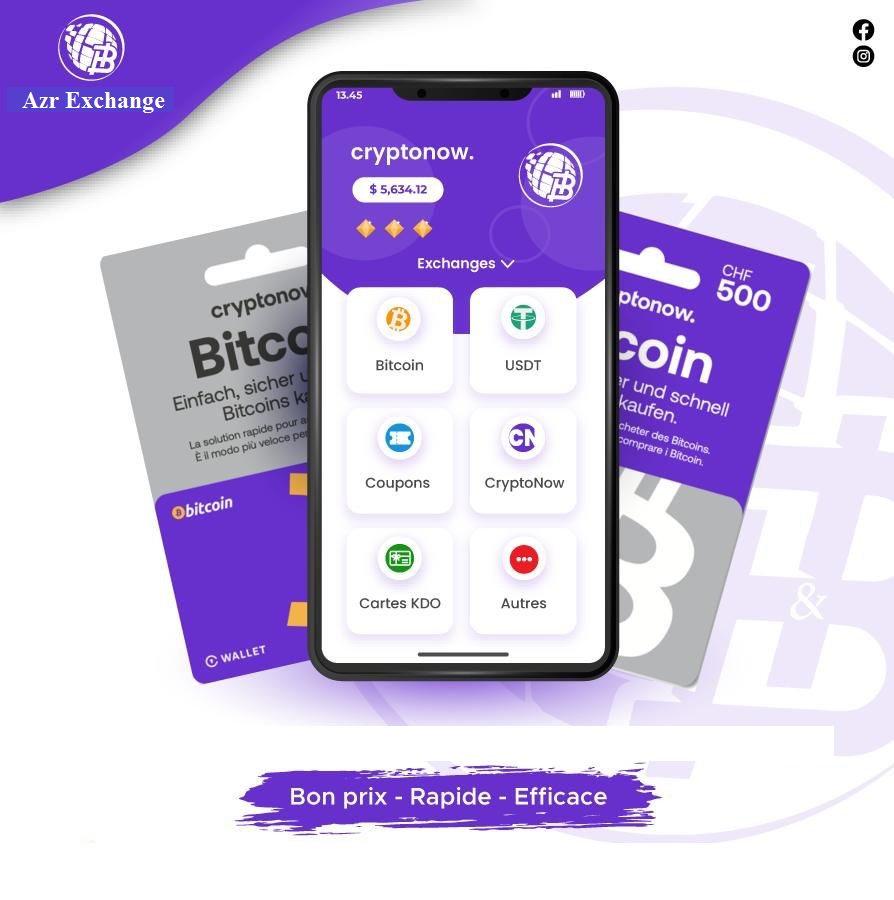 Azr Exchange
13.45
cryptonow.
$ 5,634.12
Exchanges
Bitcoin
USDT
Coupons
CryptoNow
Cartes KDO
Autres
cryptonow
Bitco
Einfach, sicher u
Bitcoins ka
La solution rapide pour a
È il modo più veloce per
bitcoin
WALLET
CHF
500
ptonow.
coin
er und schnell
kaufen.
cheter des Bitcoins.
comprare i Bitcoin.
&
Bon prix - Rapide - Efficace